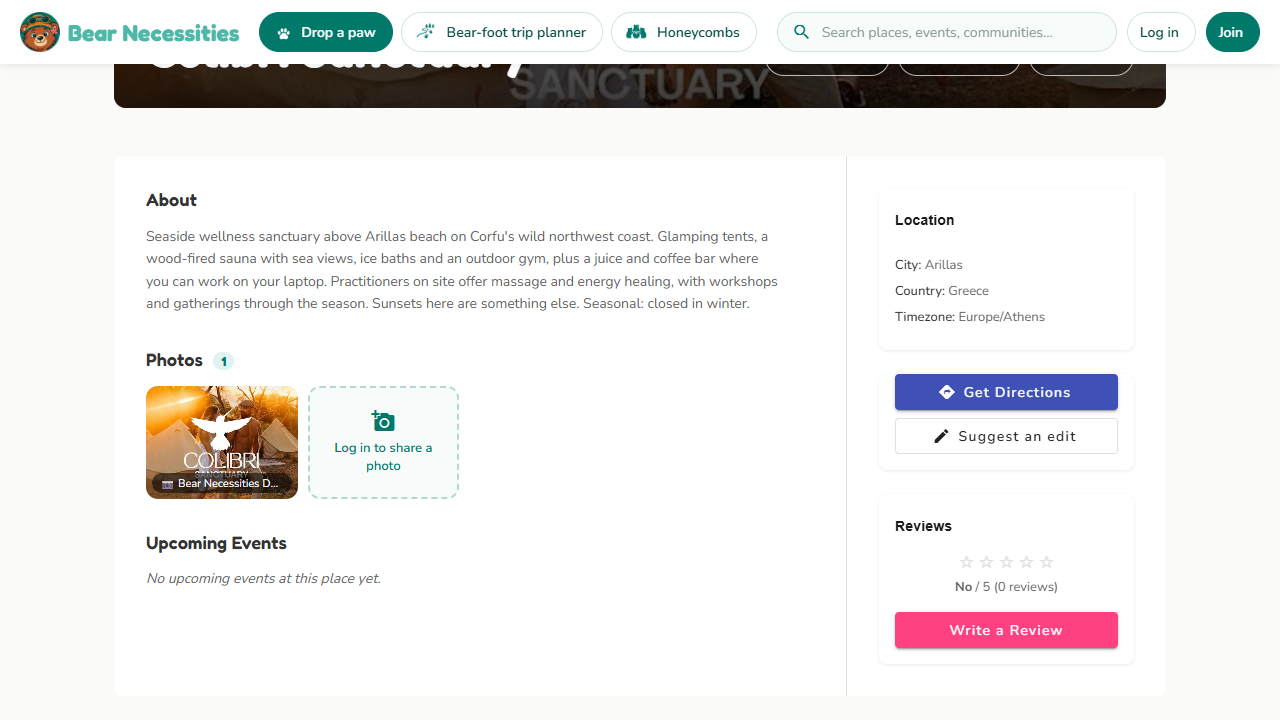 Bear Necessities
Drop a paw
Bear-foot trip planner
Honeycombs
Search places, events, communities...
Log in
Join
SANCTUARY
About
Seaside wellness sanctuary above Arillas beach on Corfu's wild northwest coast. Glamping tents, a
wood-fired sauna with sea views, ice baths and an outdoor gym, plus a juice and coffee bar where
you can work on your laptop. Practitioners on site offer massage and energy healing, with workshops
and gatherings through the season. Sunsets here are something else. Seasonal: closed in winter.
Photos 1
COLIBRI
SANCTUARY
Bear Necessities D...
Log in to share a
photo
Upcoming Events
No upcoming events at this place yet.
Location
City: Arillas
Country: Greece
Timezone: Europe/Athens
Get Directions
Suggest an edit
Reviews
No / 5 (0 reviews)
Write a Review